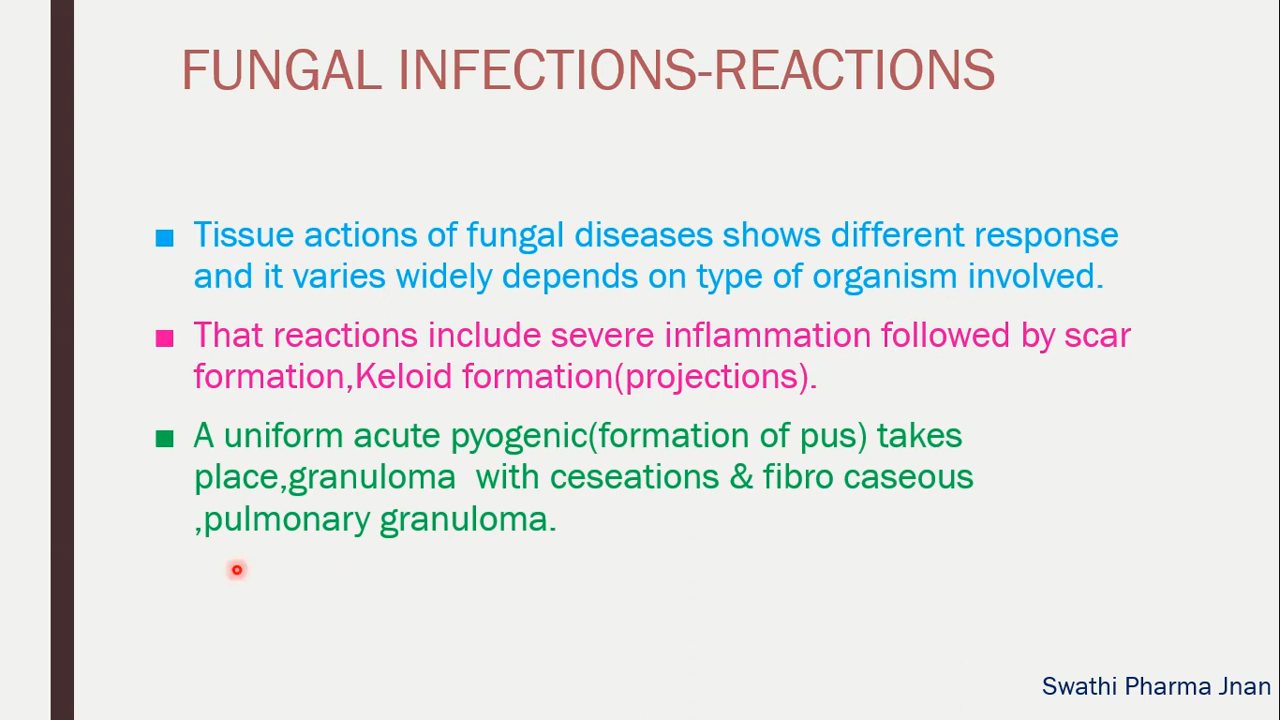 FUNGAL INFECTIONS-REACTIONS
■ Tissue actions of fungal diseases shows different response
and it varies widely depends on type of organism involved.
■ That reactions include severe inflammation followed by scar
formation,Keloid formation(projections).
■ A uniform acute pyogenic(formation of pus) takes
place,granuloma  with ceseations & fibro caseous
,pulmonary granuloma.
Swathi Pharma Jnan